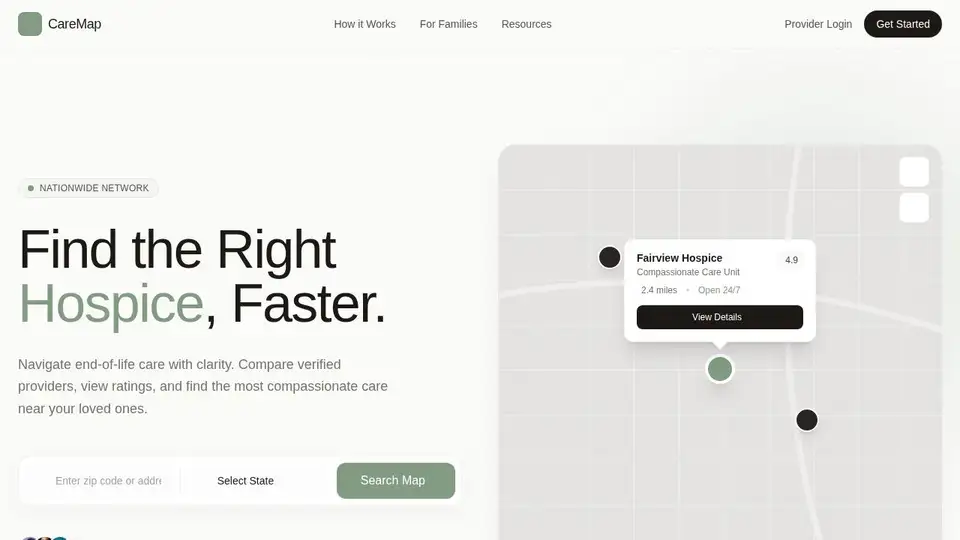 CareMap
How it Works
For Families
Resources
Provider Login
Get Started
NATIONWIDE NETWORK
Find the Right
Hospice, Faster.
Navigate end-of-life care with clarity. Compare verified
providers, view ratings, and find the most compassionate care
near your loved ones.
Enter zip code or addre
Select State
Search Map
Fairview Hospice
4.9
Compassionate Care Unit
2.4 miles • Open 24/7
View Details